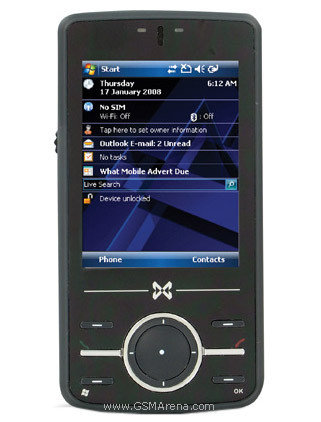 Start
Thursday 6:12 AM
17 January 2008
No SIM
Wi-Fi: Off : Off
Tap here to set owner information
Outlook E-mail: 2 Unread
No tasks
What Mobile Advert Due
Live Search
Device unlocked
Phone Contacts
OK
www.GSMArena.com